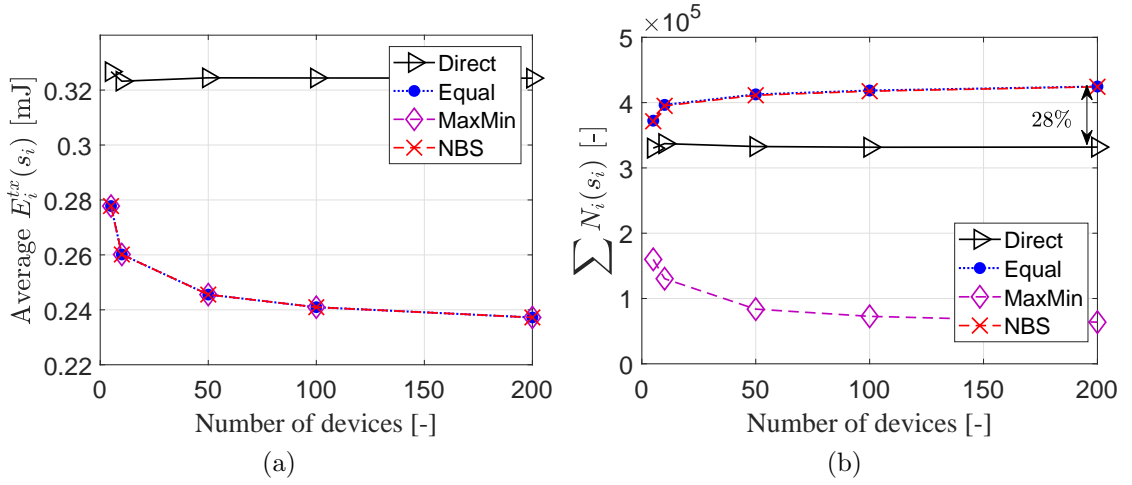 Average $E_i^{tx}(s_i)$ [mJ]
0.32
0.3
0.28
0.26
0.24
0.22
Direct
Equal
MaxMin
NBS
0 50 100 150 200
Number of devices [-]
(a)
×10⁵
$\sum N_i(s_i)$ [-]
5
4
3
2
1
0
28%
Direct
Equal
MaxMin
NBS
0 50 100 150 200
Number of devices [-]
(b)